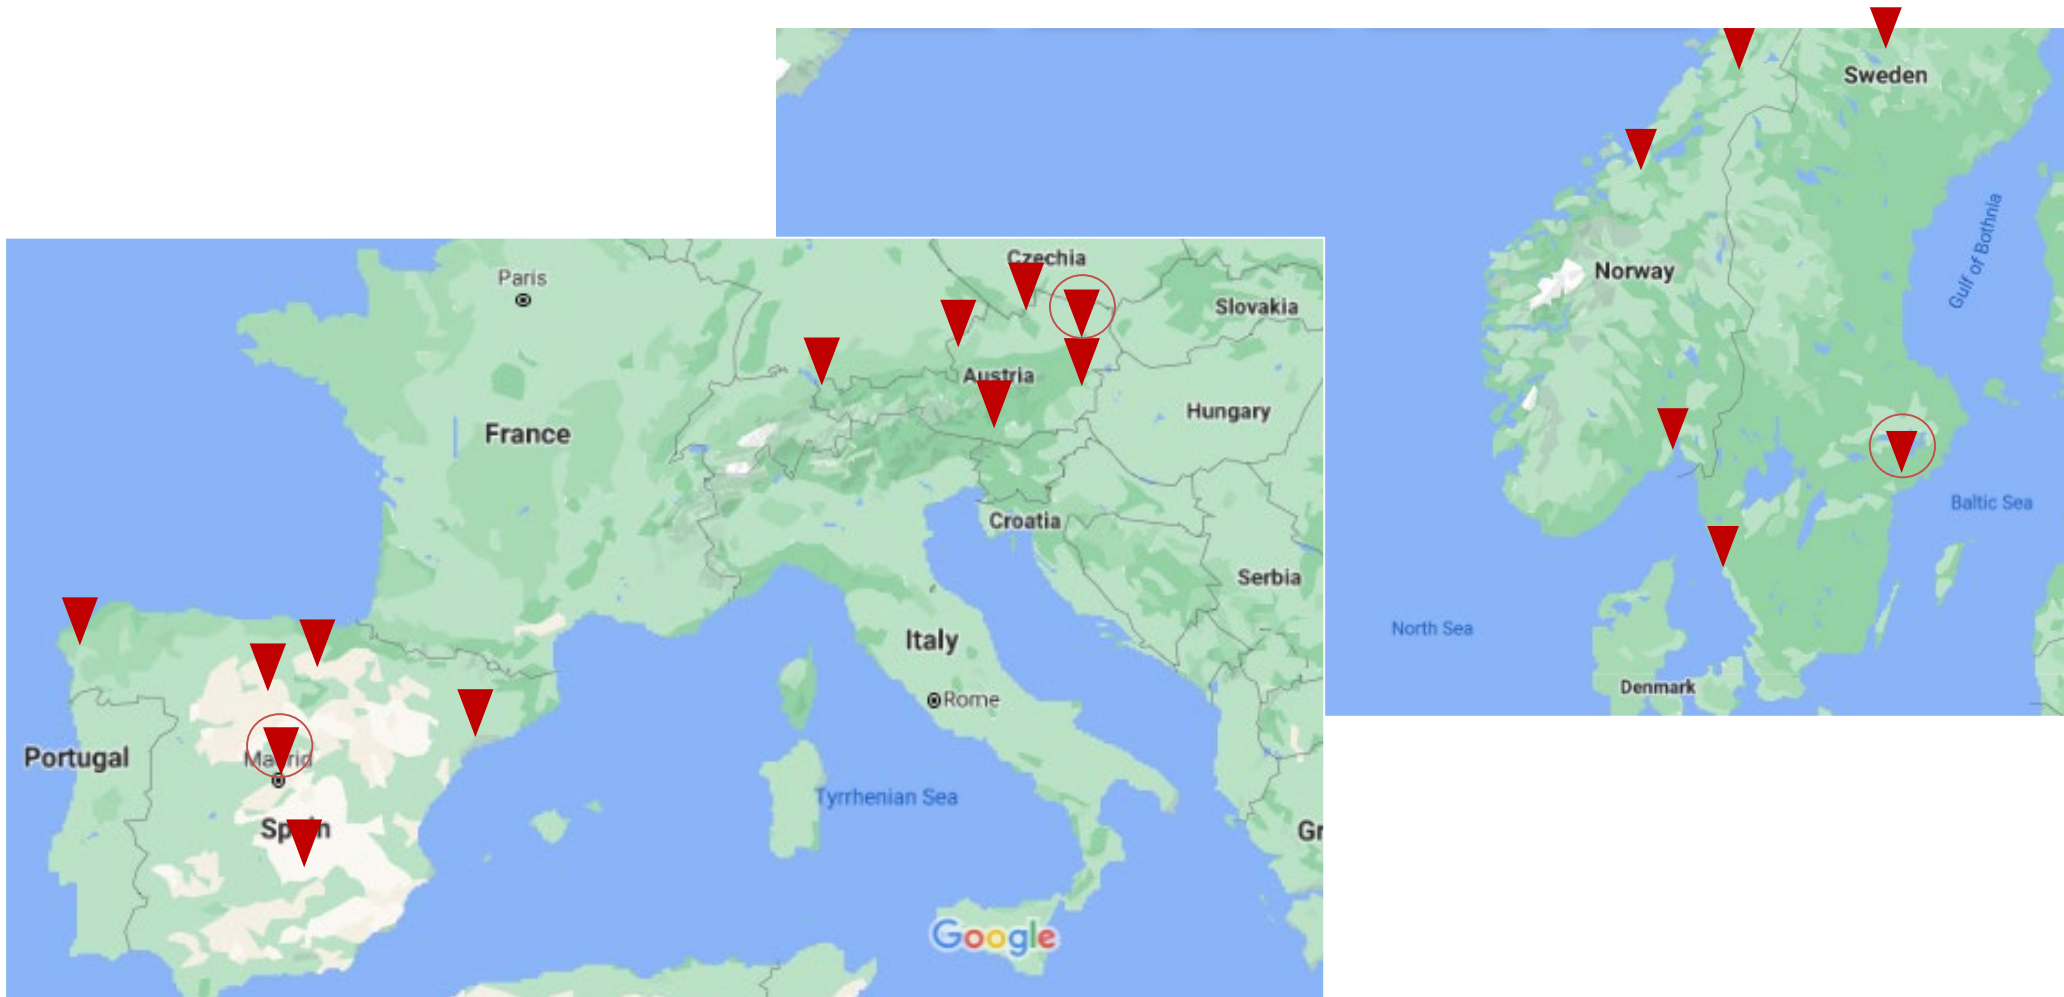 Sweden
Gulf of Bothnia
Norway
Baltic Sea
North Sea
Denmark
Czechia
Paris
Slovakia
Austria
Hungary
France
Croatia
Serbia
Italy
Rome
Portugal
Madrid
Tyrrhenian Sea
Spain
Gr
Google